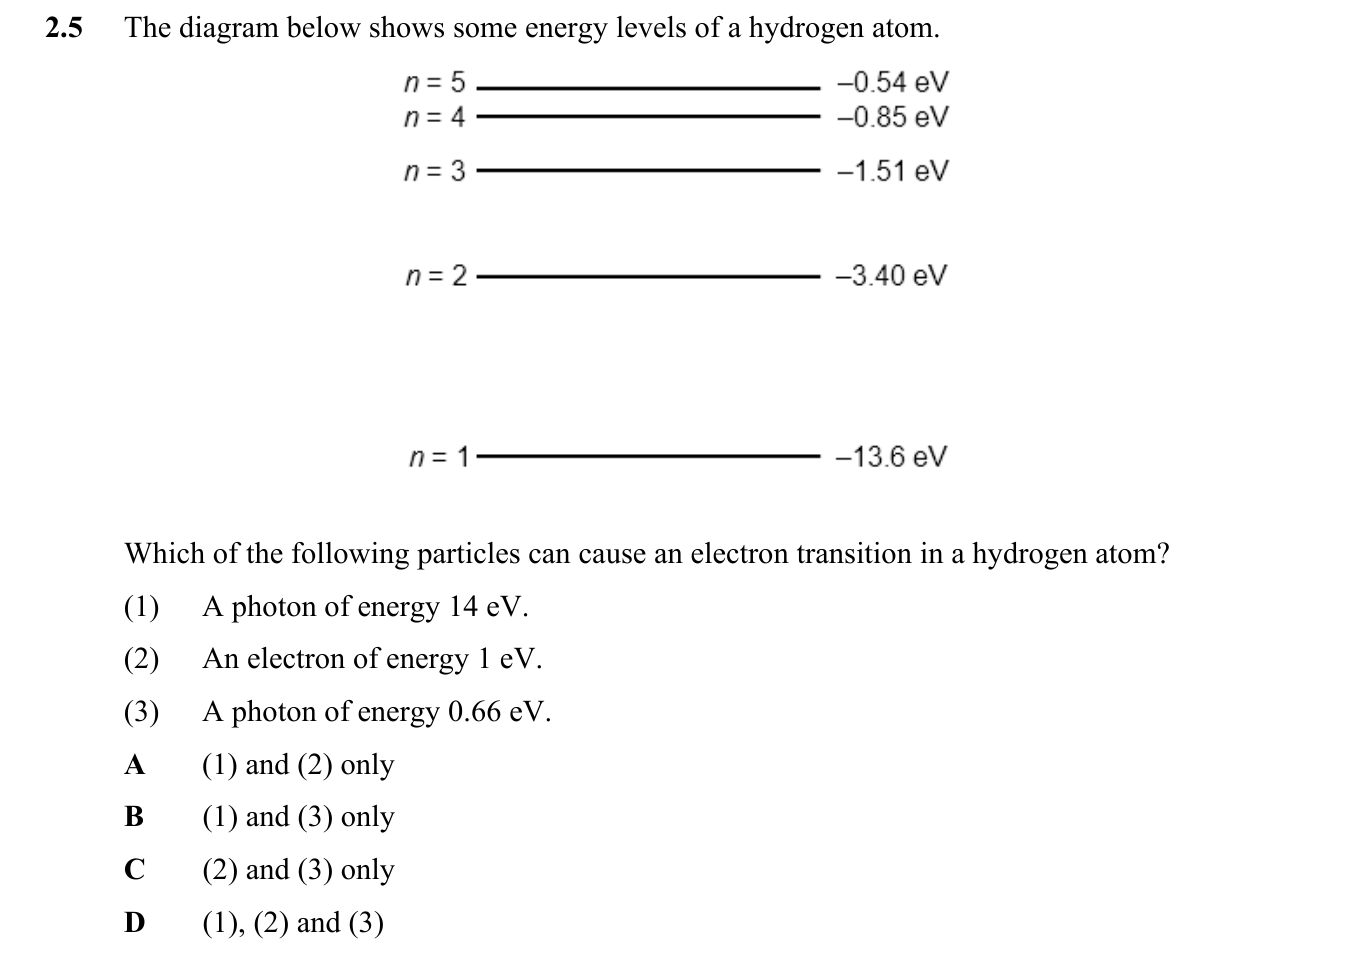 2.5 The diagram below shows some energy levels of a hydrogen atom.
n = 5 –0.54 eV
n = 4 –0.85 eV
n = 3 –1.51 eV
n = 2 –3.40 eV
n = 1 –13.6 eV
Which of the following particles can cause an electron transition in a hydrogen atom?
(1) A photon of energy 14 eV.
(2) An electron of energy 1 eV.
(3) A photon of energy 0.66 eV.
A (1) and (2) only
B (1) and (3) only
C (2) and (3) only
D (1), (2) and (3)